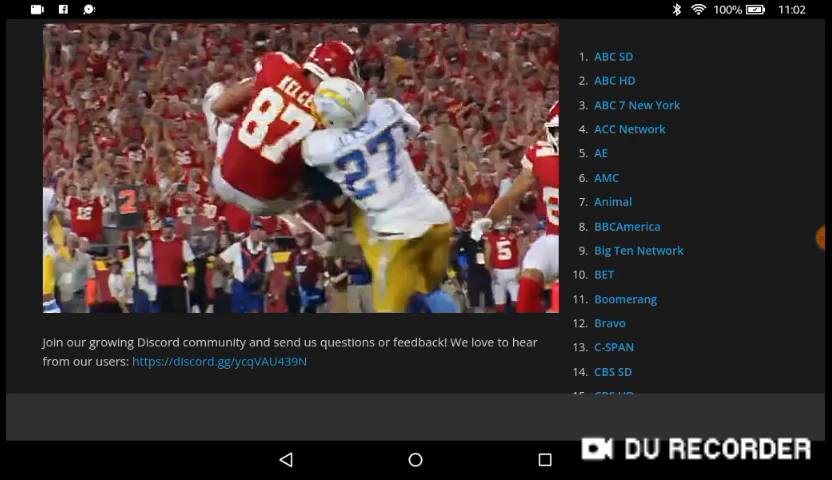 100% 11:02
KELCE
87
27
2
5
Join our growing Discord community and send us questions or feedback! We love to hear
from our users: https://discord.gg/ycqVAU439N
1. ABC SD
2. ABC HD
3. ABC 7 New York
4. ACC Network
5. AE
6. AMC
7. Animal
8. BBCAmerica
9. Big Ten Network
10. BET
11. Boomerang
12. Bravo
13. C-SPAN
14. CBS SD
DU RECORDER